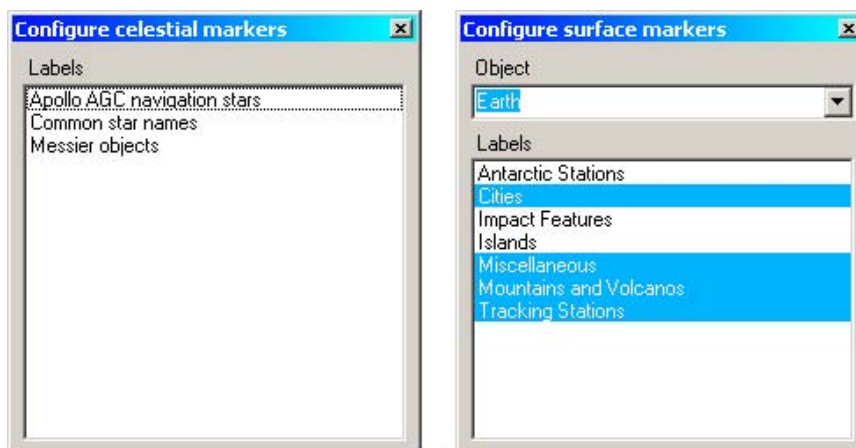 Configure celestial markers
Labels
Apollo AGC navigation stars
Common star names
Messier objects
Configure surface markers
Object
Earth
Labels
Antarctic Stations
Cities
Impact Features
Islands
Miscellaneous
Mountains and Volcanos
Tracking Stations